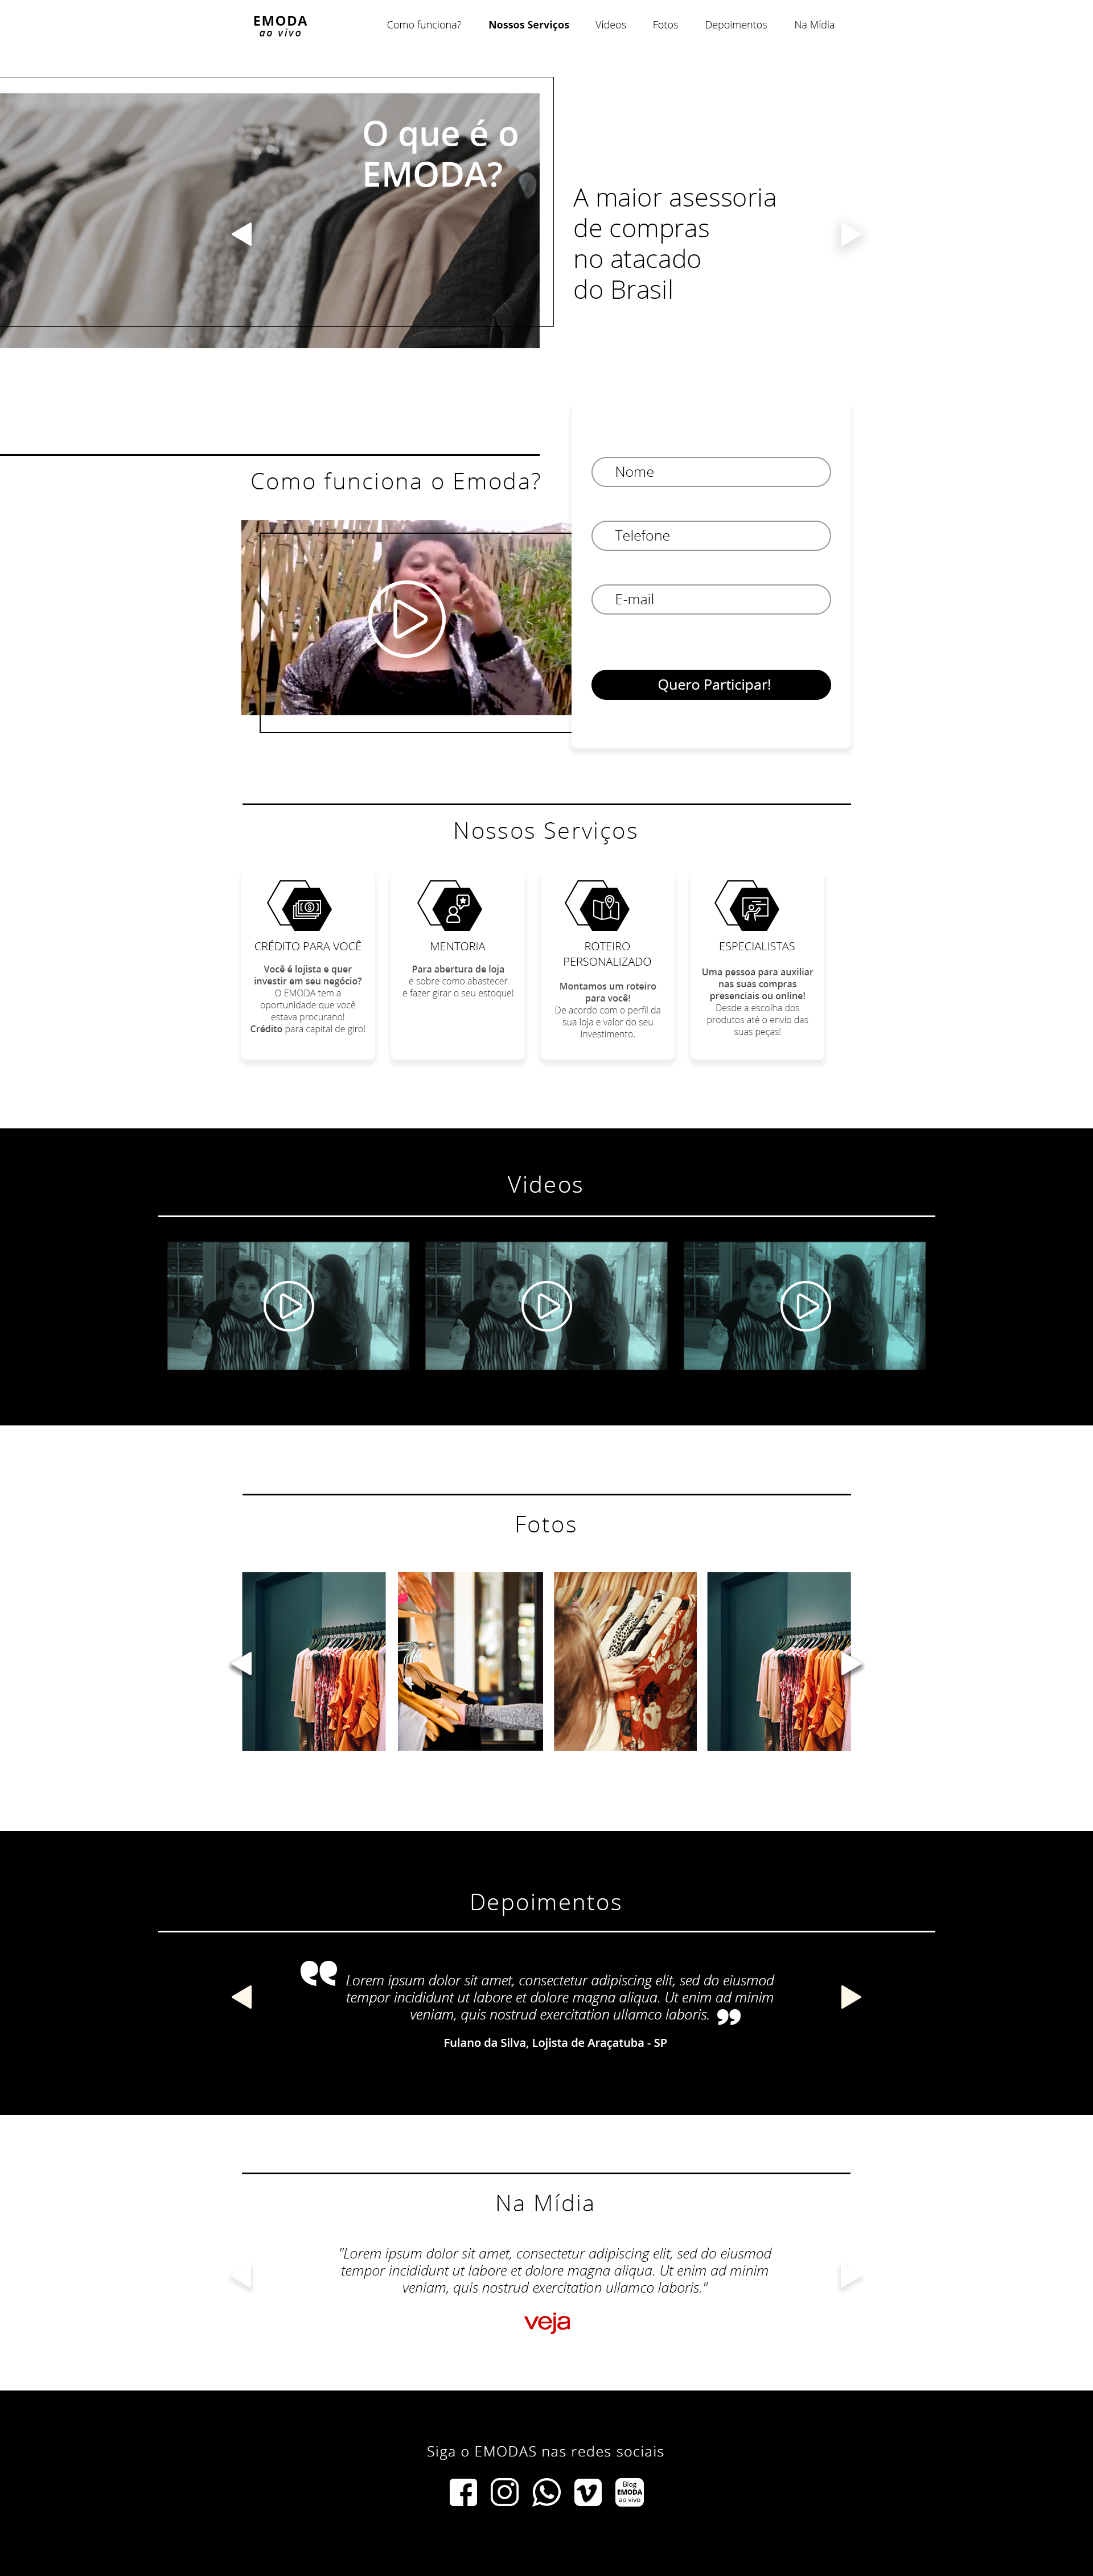 EMODA
ao vivo
Como funciona?
Nossos Serviços
Vídeos
Fotos
Depoimentos
Na Mídia
O que é o
EMODA?
A maior asessoria
de compras
no atacado
do Brasil
Como funciona o Emoda?
Nome
Telefone
E-mail
Quero Participar!
Nossos Serviços
CRÉDITO PARA VOCÊ
Você é lojista e quer
investir em seu negócio?
O EMODA tem a
oportunidade que você
estava procurano!
Crédito para capital de giro!
MENTORIA
Para abertura de loja
e sobre como abastecer
e fazer girar o seu estoque!
ROTEIRO
PERSONALIZADO
Montamos um roteiro
para você!
De acordo com o perfil da
sua loja e valor do seu
investimento.
ESPECIALISTAS
Uma pessoa para auxiliar
nas suas compras
presenciais ou online!
Desde a escolha dos
produtos até o envío das
suas peças!
Videos
Fotos
Depoimentos
Lorem ipsum dolor sit amet, consectetur adipiscing elit, sed do eiusmod
tempor incididunt ut labore et dolore magna aliqua. Ut enim ad minim
veniam, quis nostrud exercitation ullamco laboris.
Fulano da Silva, Lojista de Araçatuba - SP
Na Mídia
"Lorem ipsum dolor sit amet, consectetur adipiscing elit, sed do eiusmod
tempor incididunt ut labore et dolore magna aliqua. Ut enim ad minim
veniam, quis nostrud exercitation ullamco laboris."
veja
Siga o EMODAS nas redes sociais
Blog
EMODA
ao vivo